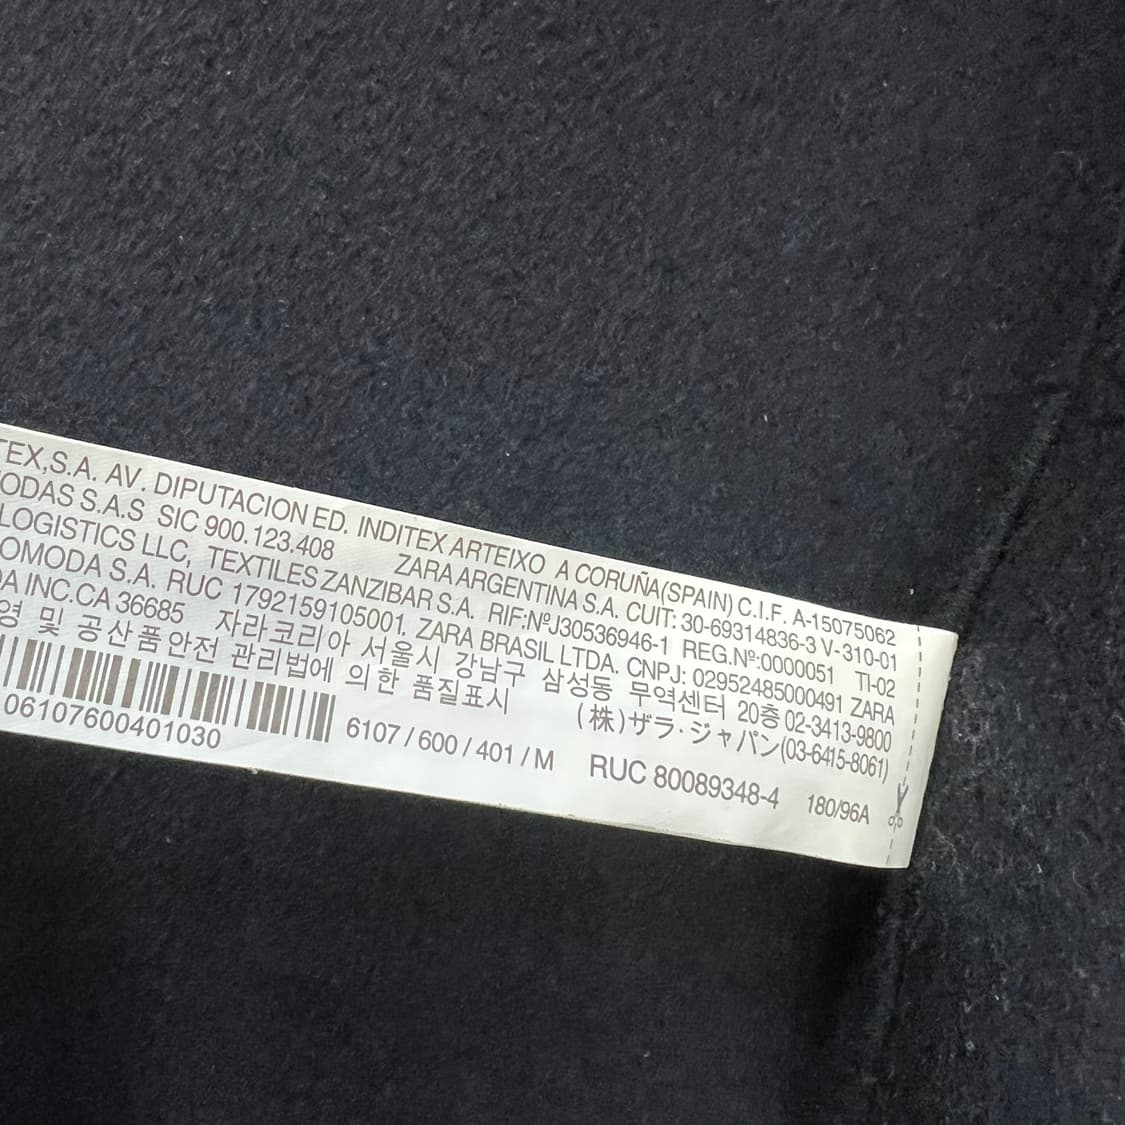 TEX,S.A. AV. DIPUTACION ED. INDITEX ARTEIXO A CORUÑA(SPAIN) C.I.F. A-15075062
ODAS S.A.S SIC 900.123.408 ZARA ARGENTINA S.A. CUIT: 30-69314836-3 V-310-01
LOGISTICS LLC, TEXTILES ZANZIBAR S.A. RIF:NºJ30536946-1 REG.Nº:0000051 TI-02
OMODA S.A. RUC 1792159105001. ZARA BRASIL LTDA. CNPJ: 02952485000491 ZARA
DA INC.CA 36685 자라코리아 서울시 강남구 삼성동 무역센터 20층 02-3413-9800
및 공산품안전 관리법에 의한 품질표시 (株)ザラ・ジャパン(03-6415-8061)
06107600401030 6107 / 600 / 401 / M RUC 80089348-4 180/96A